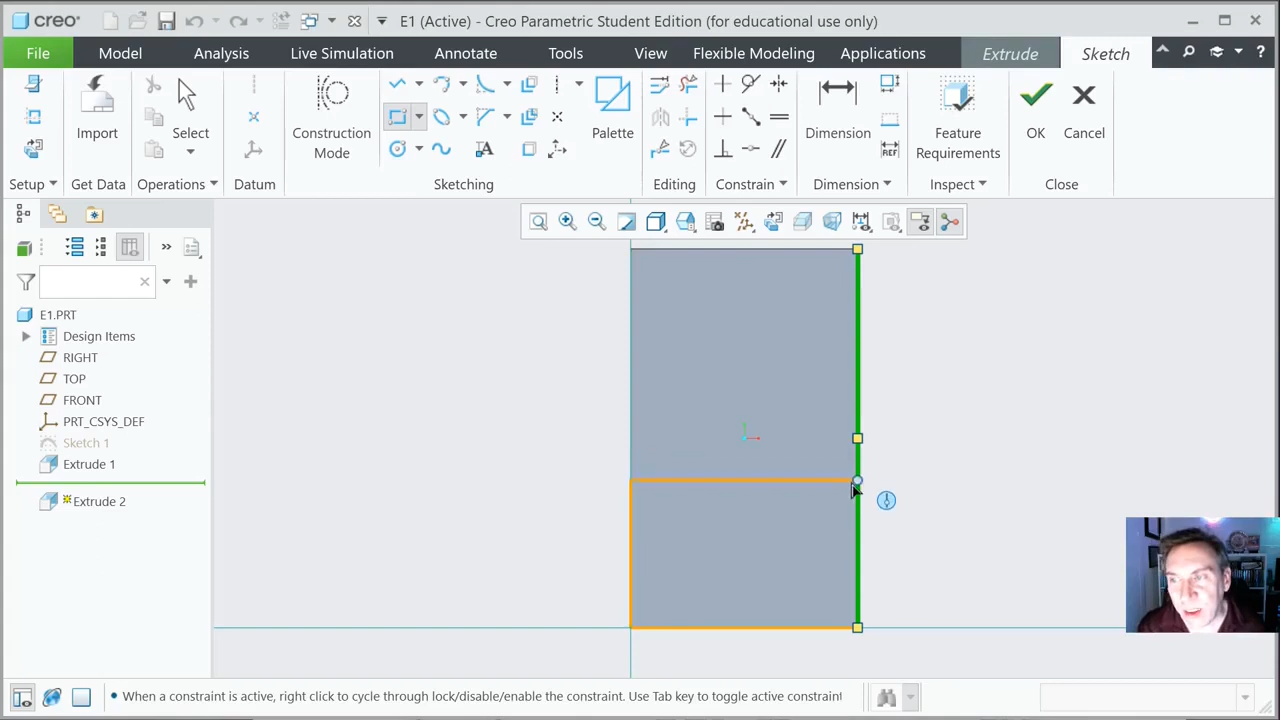 creo
E1 (Active) - Creo Parametric Student Edition (for educational use only)
File Model Analysis Live Simulation Annotate Tools View Flexible Modeling Applications Extrude Sketch
Import Select Construction Mode Palette Dimension Feature Requirements OK Cancel
Setup Get Data Operations Datum Sketching Editing Constrain Dimension Inspect Close
REF
E1.PRT
Design Items
RIGHT
TOP
FRONT
PRT_CSYS_DEF
Sketch 1
Extrude 1
Extrude 2
• When a constraint is active, right click to cycle through lock/disable/enable the constraint. Use Tab key to toggle active constraint